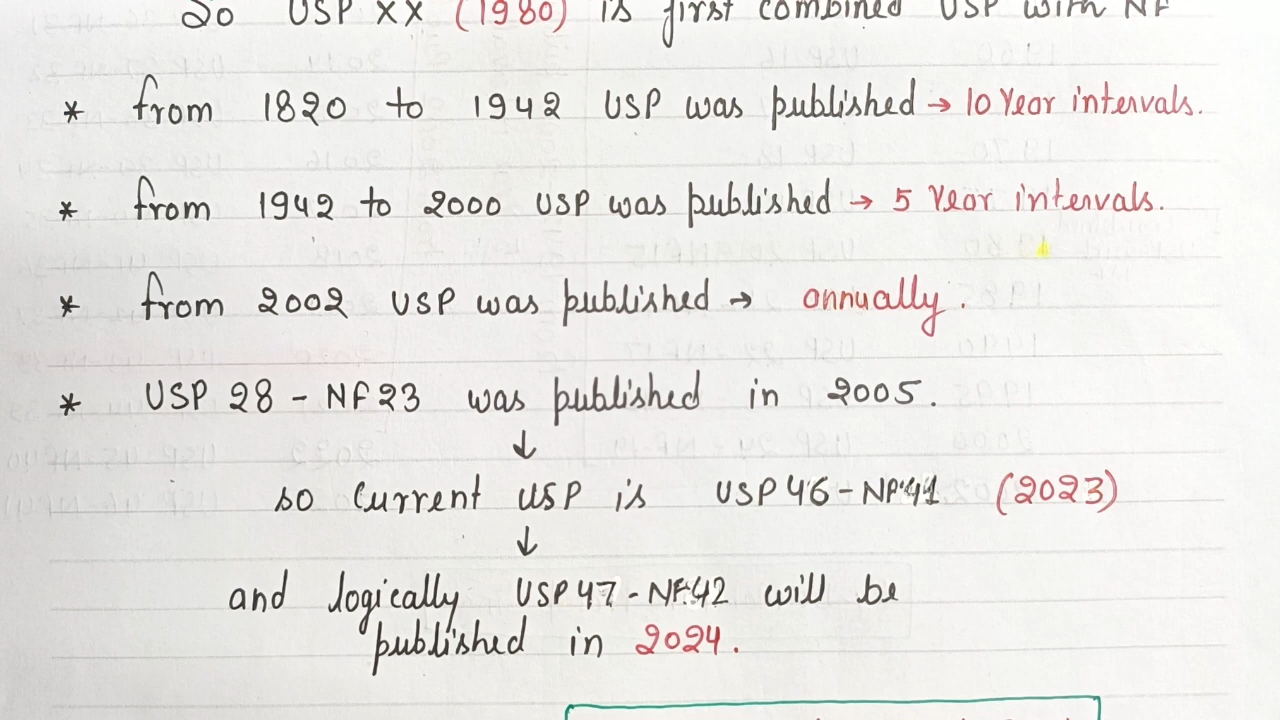 So USP XX (1980) is first combined USP with NF
* from 1820 to 1942 USP was published → 10 Year intervals.
* from 1942 to 2000 USP was published → 5 Year intervals.
* from 2002 USP was published → annually.
* USP 28 - NF 23 was published in 2005.
↓
so current USP is USP 46 - NF 41 (2023)
↓
and logically USP 47 - NF 42 will be
published in 2024.